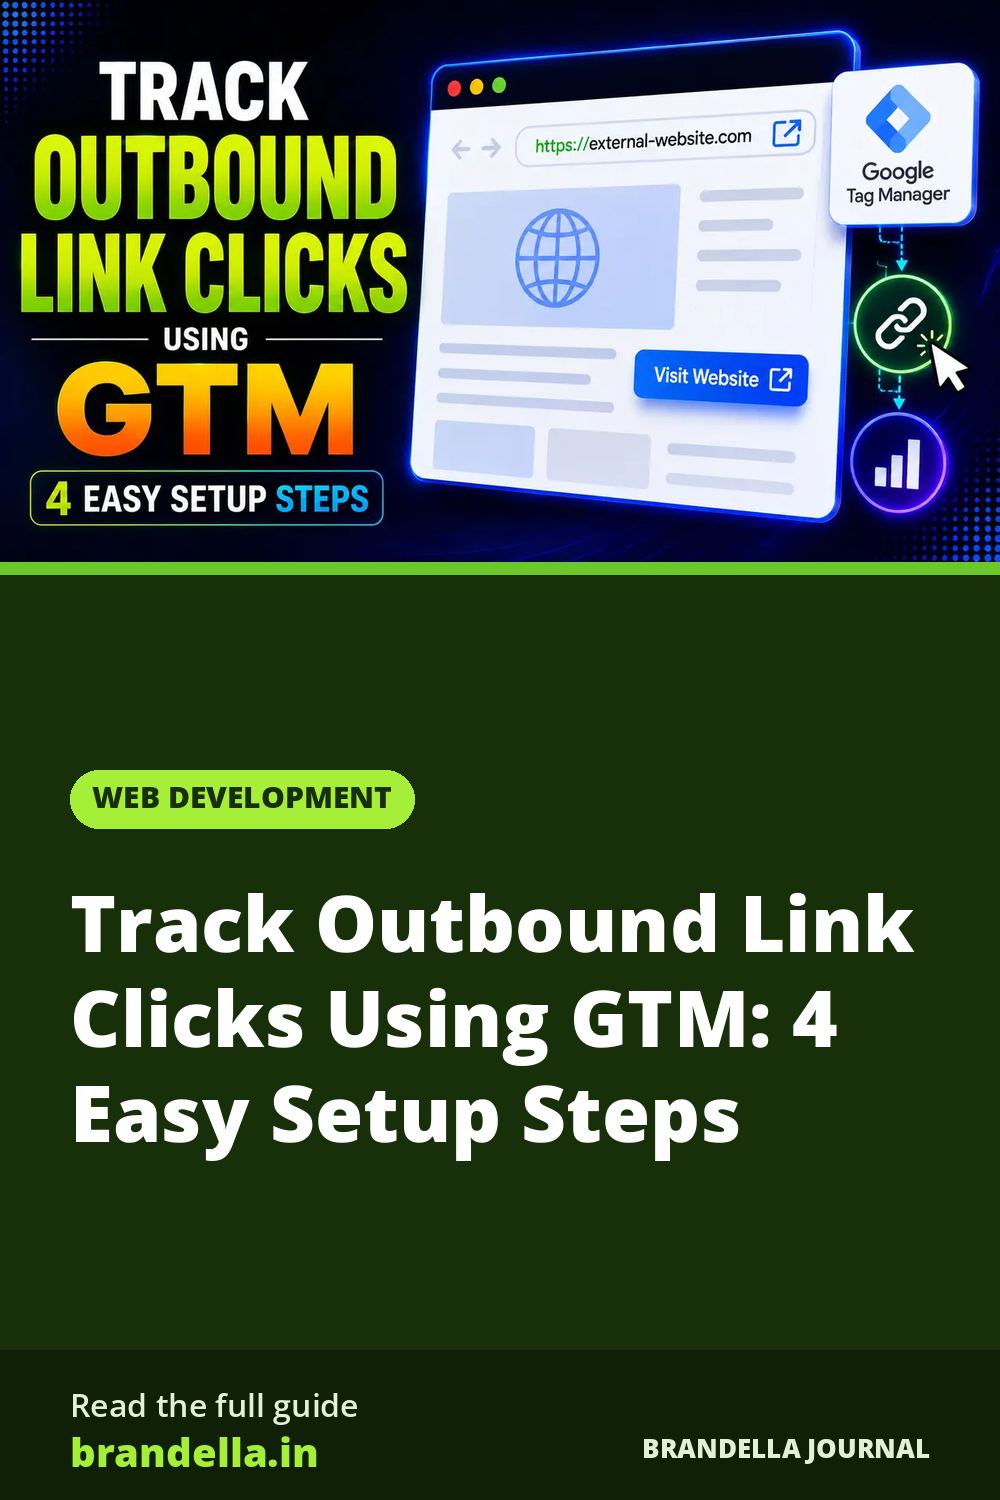 TRACK
OUTBOUND
LINK CLICKS
USING
GTM
4 EASY SETUP STEPS
https://external-website.com
Visit Website
Google
Tag Manager
WEB DEVELOPMENT
Track Outbound Link
Clicks Using GTM: 4
Easy Setup Steps
Read the full guide
brandella.in
BRANDELLA JOURNAL